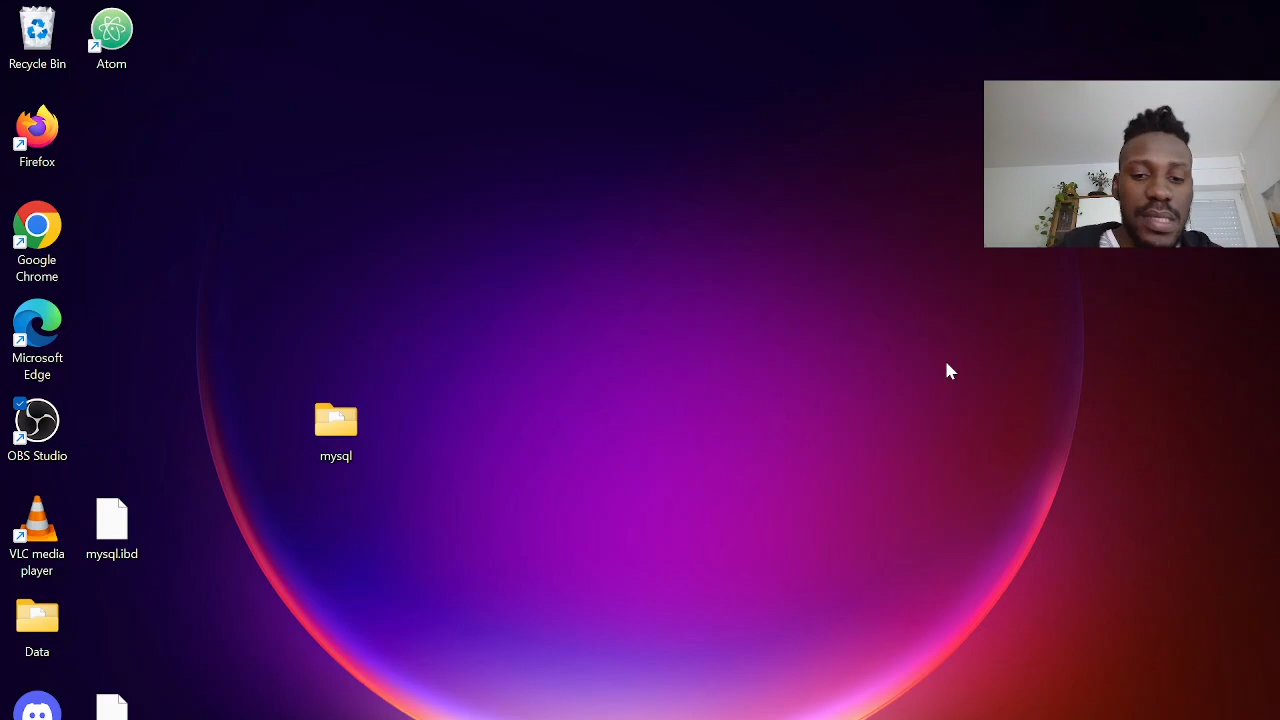 Recycle Bin
Atom
Firefox
Google
Chrome
Microsoft
Edge
OBS Studio
mysql
VLC media
player
mysql.ibd
Data